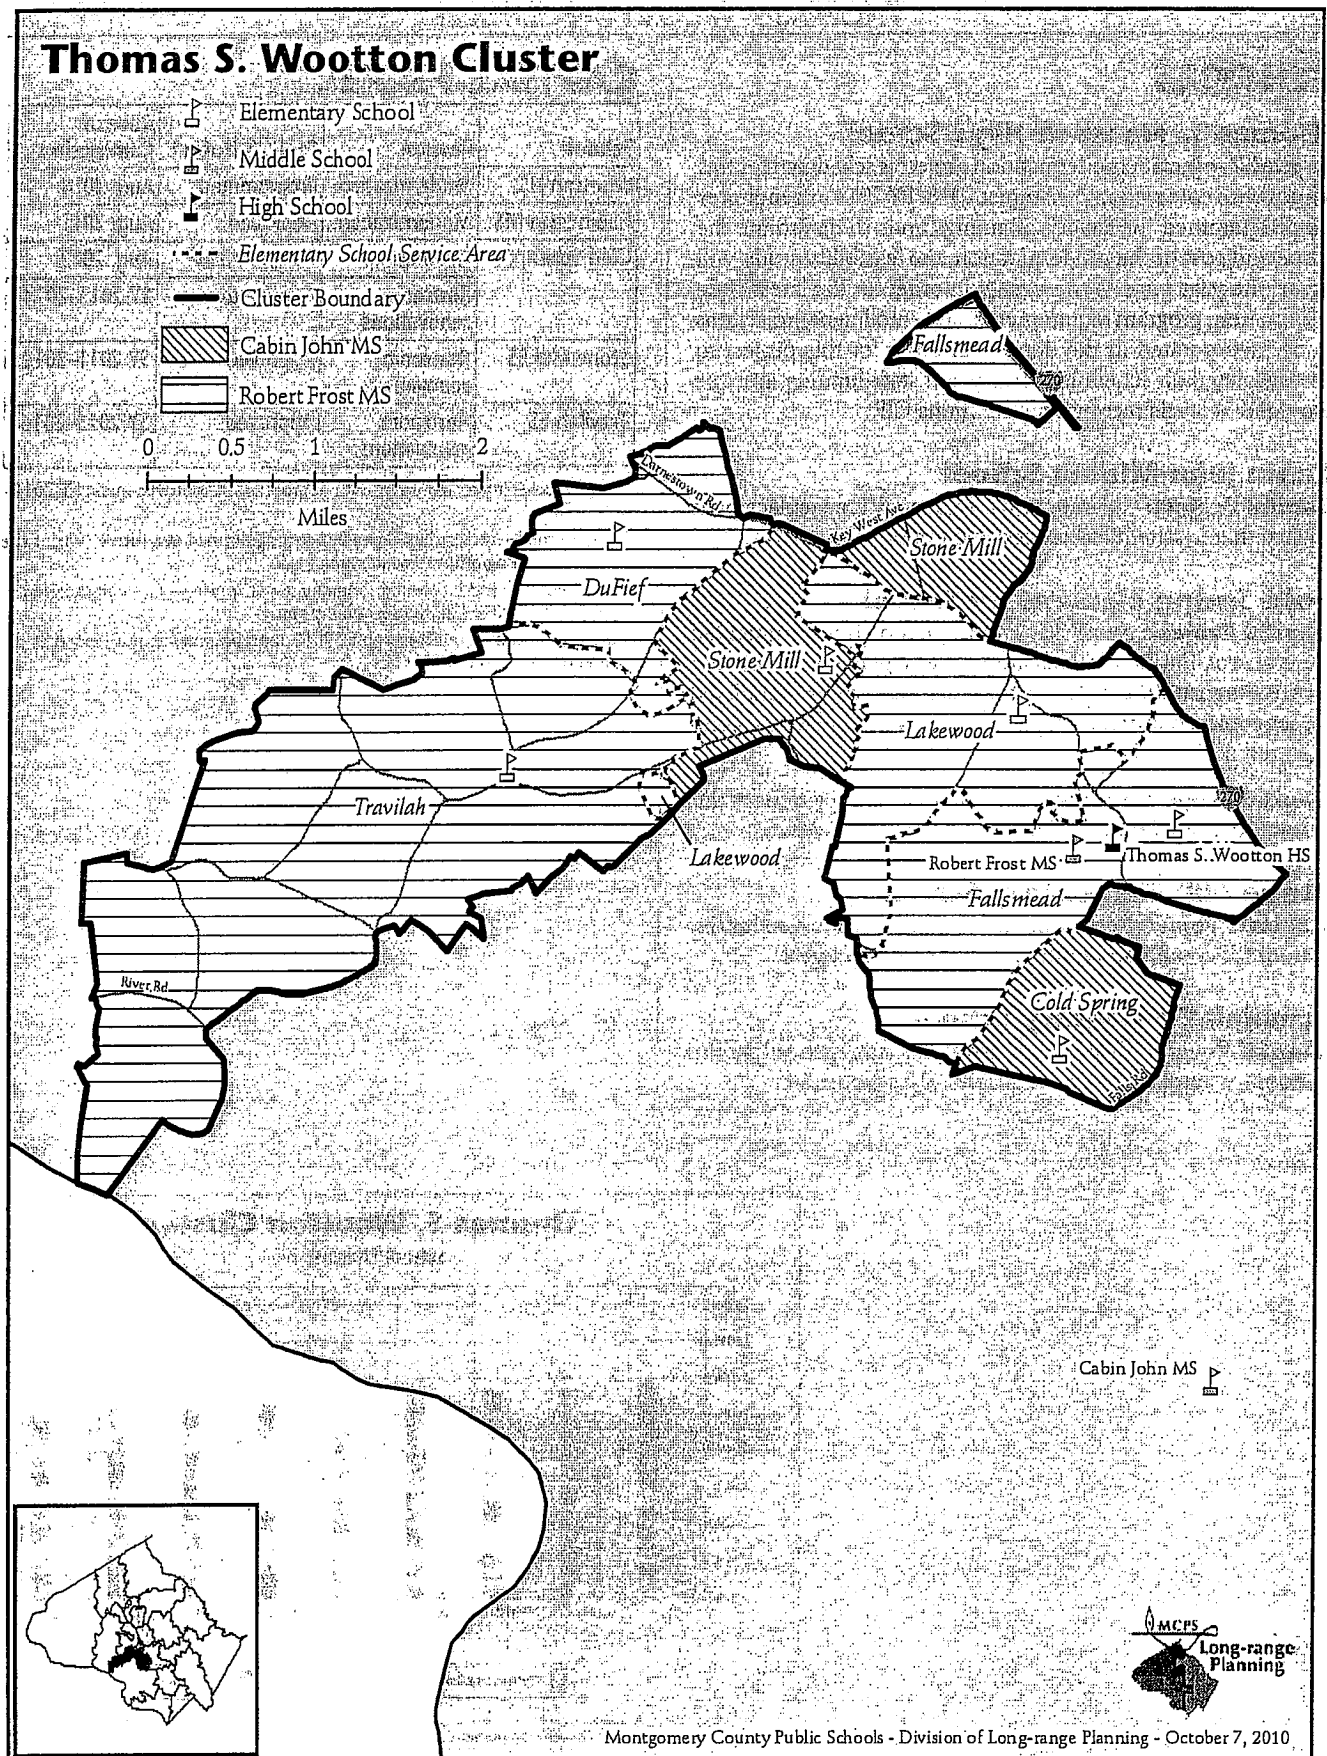 Thomas S. Wootton Cluster
Elementary School
Middle School
High School
Elementary School Service Area
Cluster Boundary
Cabin John MS
Robert Frost MS
0 0.5 1 2
Miles
Fallsmead
270
Darnestown Rd
Key West Ave
Stone Mill
DuFief
Stone Mill
Lakewood
270
Travilah
Lakewood
Robert Frost MS
Thomas S. Wootton HS
Fallsmead
River Rd
Cold Spring
Falls Rd
Cabin John MS
MCPS
Long-range
Planning
Montgomery County Public Schools - Division of Long-range Planning - October 7, 2010